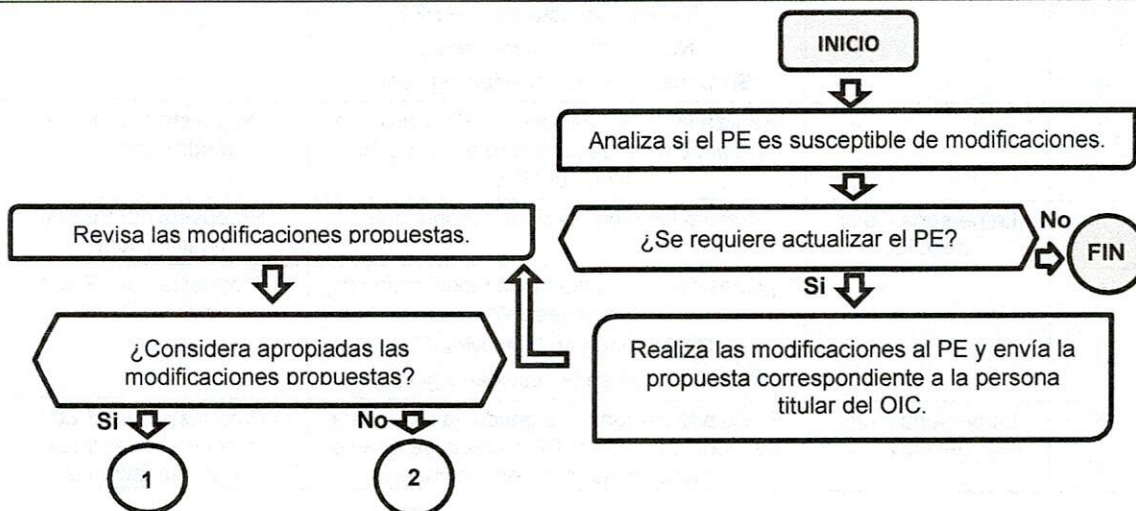 INICIO
Analiza si el PE es susceptible de modificaciones.
¿Se requiere actualizar el PE?
No
FIN
Si
Realiza las modificaciones al PE y envía la
propuesta correspondiente a la persona
titular del OIC.
Revisa las modificaciones propuestas.
¿Considera apropiadas las
modificaciones propuestas?
Si
No
1
2